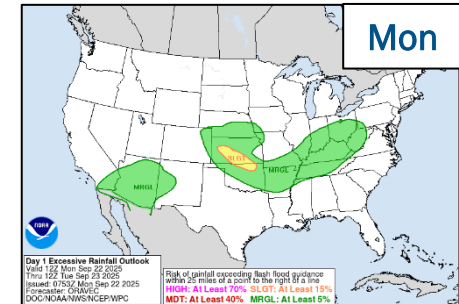 Mon
SLGT
MRGL
MRGL
NOAA
Day 1 Excessive Rainfall Outlook
Valid 12Z Mon Sep 22 2025
Thru 12Z Tue Sep 23 2025
Issued: 0753Z Mon Sep 22 2025
Forecaster: ORAVEC
DOC/NOAA/NWS/NCEP/WPC
Risk of rainfall exceeding flash flood guidance
within 25 miles of a point to the right of a line
HIGH: At Least 70% SLGT: At Least 15%
MDT: At Least 40% MRGL: At Least 5%